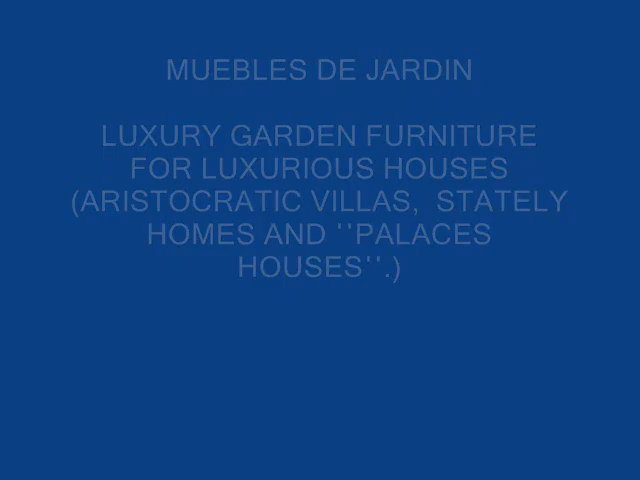 MUEBLES DE JARDIN
LUXURY GARDEN FURNITURE
FOR LUXURIOUS HOUSES
(ARISTOCRATIC VILLAS,  STATELY
HOMES AND ''PALACES
HOUSES''.)